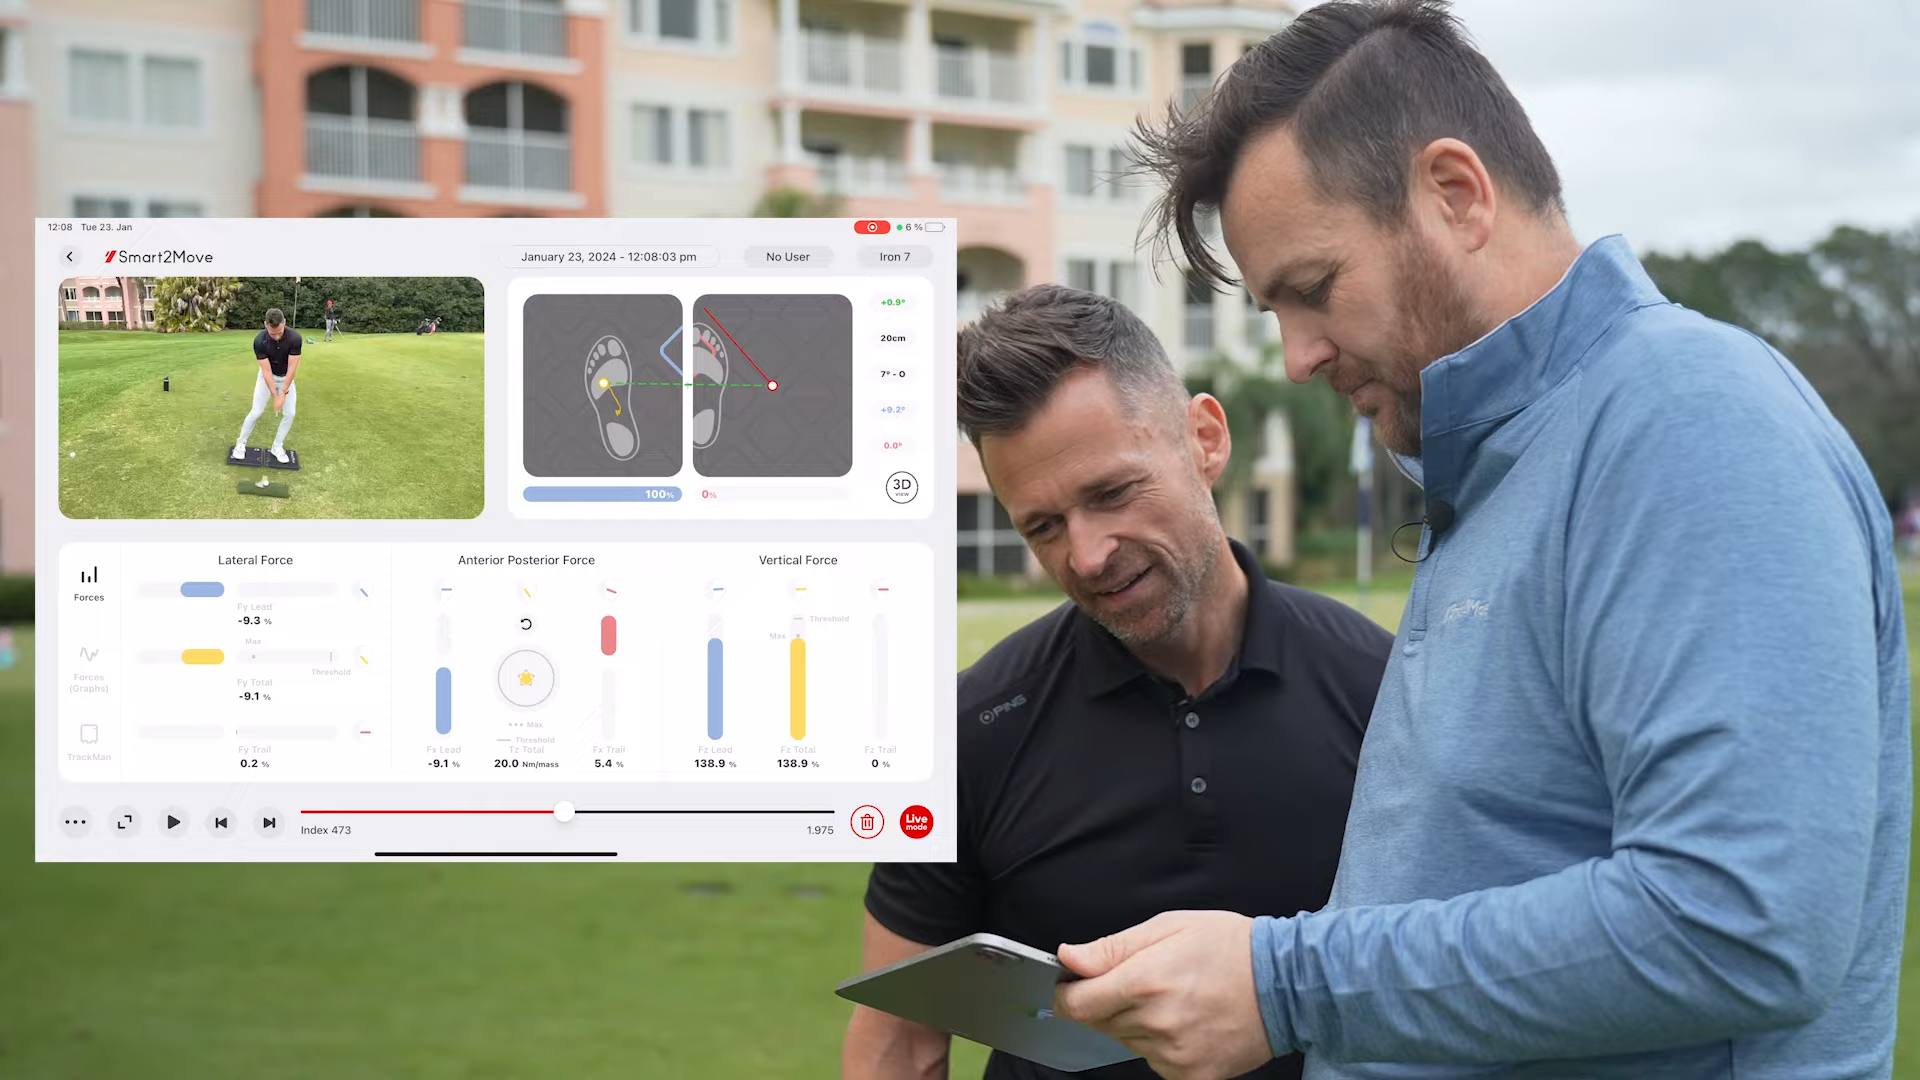 12:08 Tue 23. Jan
6 %
Smart2Move
January 23, 2024 - 12:08:03 pm
No User
Iron 7
+0.9°
20cm
7° - O
+9.2°
0.0°
3D
view
100%
0%
Forces
Forces
(Graphs)
TrackMan
Lateral Force
Fy Lead
-9.3 %
Max
Threshold
Fy Total
-9.1 %
Fy Trail
0.2 %
Anterior Posterior Force
Max
Threshold
Fx Lead
-9.1 %
Tz Total
20.0 Nm/mass
Fx Trail
5.4 %
Vertical Force
Threshold
Max
Fz Lead
138.9 %
Fz Total
138.9 %
Fz Trail
0 %
Index 473
1.975
Live
mode
PING